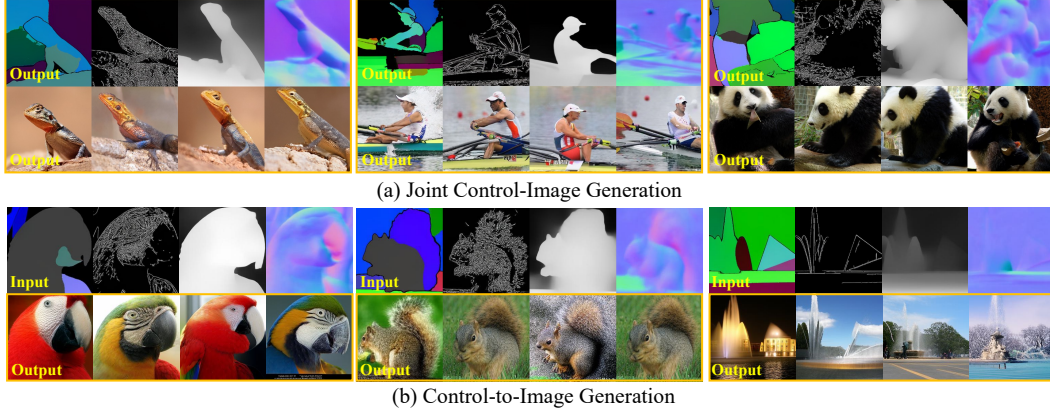 Output Output Output
Output Output Output
(a) Joint Control-Image Generation
Input Input Input
Output Output Output
(b) Control-to-Image Generation